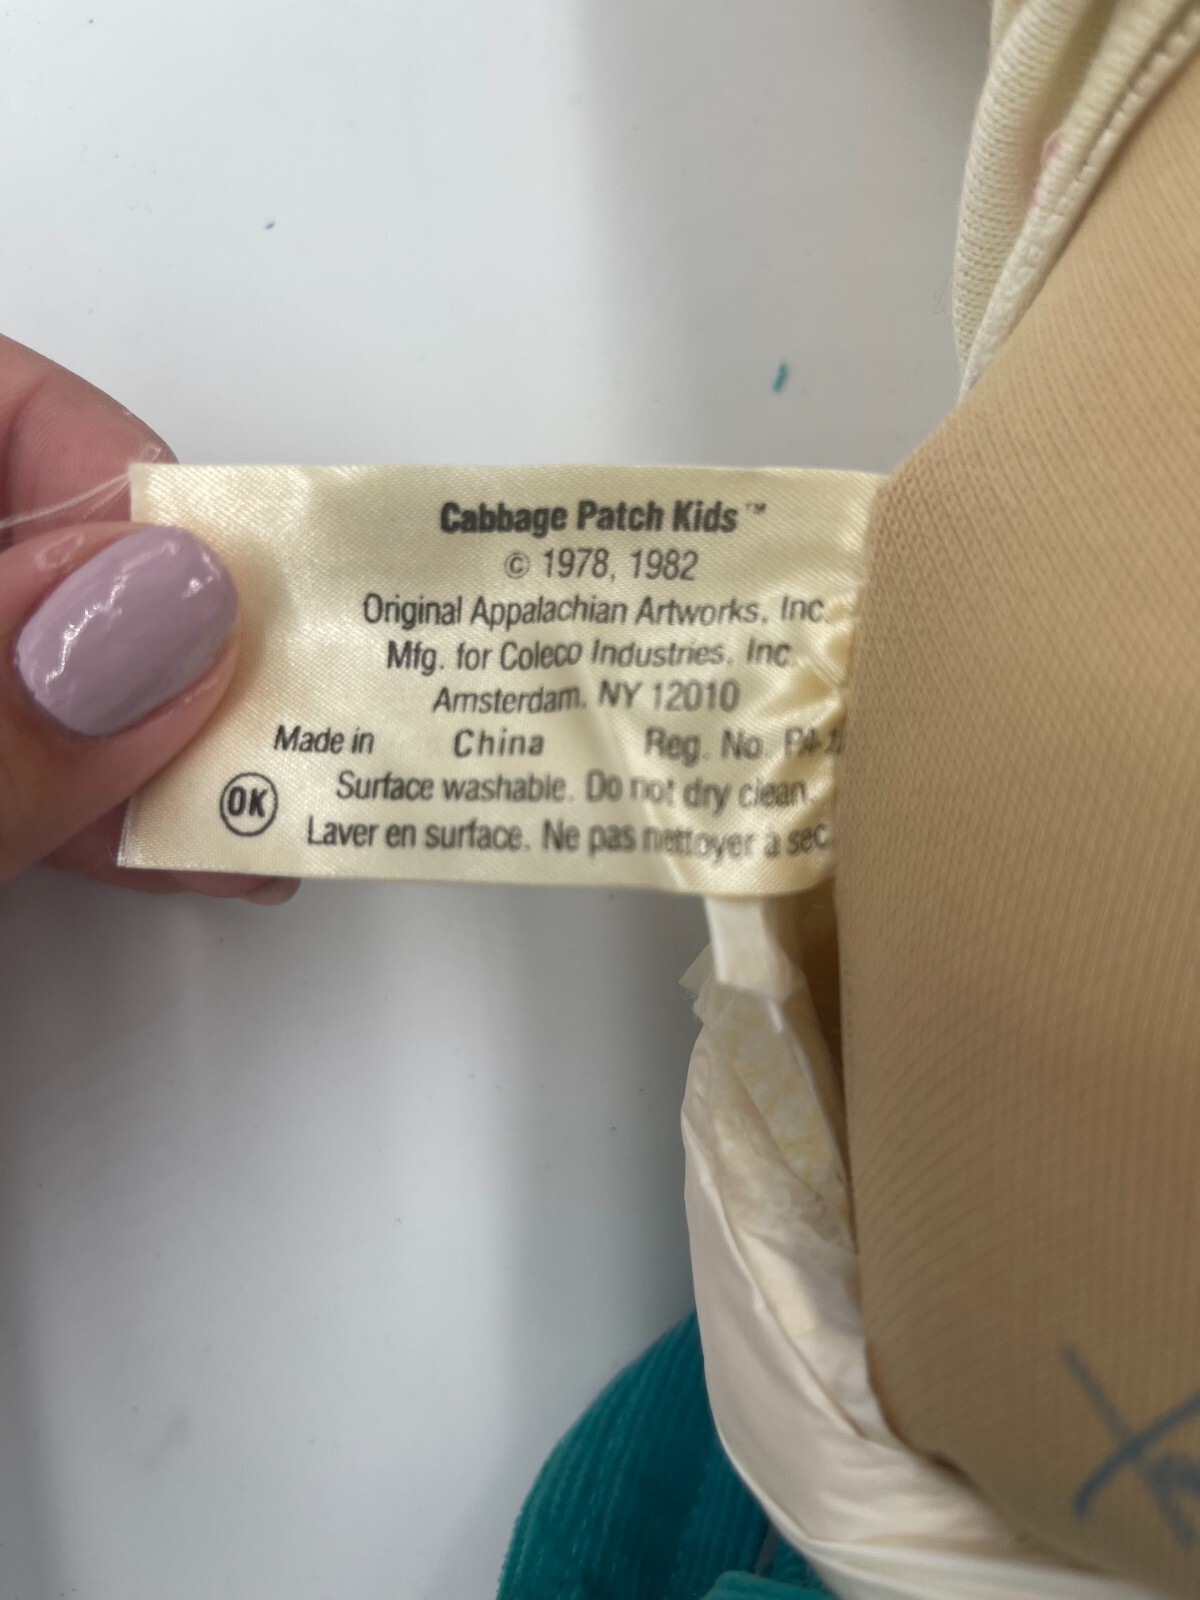 Cabbage Patch Kids™
© 1978, 1982
Original Appalachian Artworks, Inc.
Mfg. for Coleco Industries, Inc.
Amsterdam, NY 12010
Made in China Reg. No.
OK
Surface washable. Do not dry clean.
Laver en surface. Ne pas nettoyer a sec.